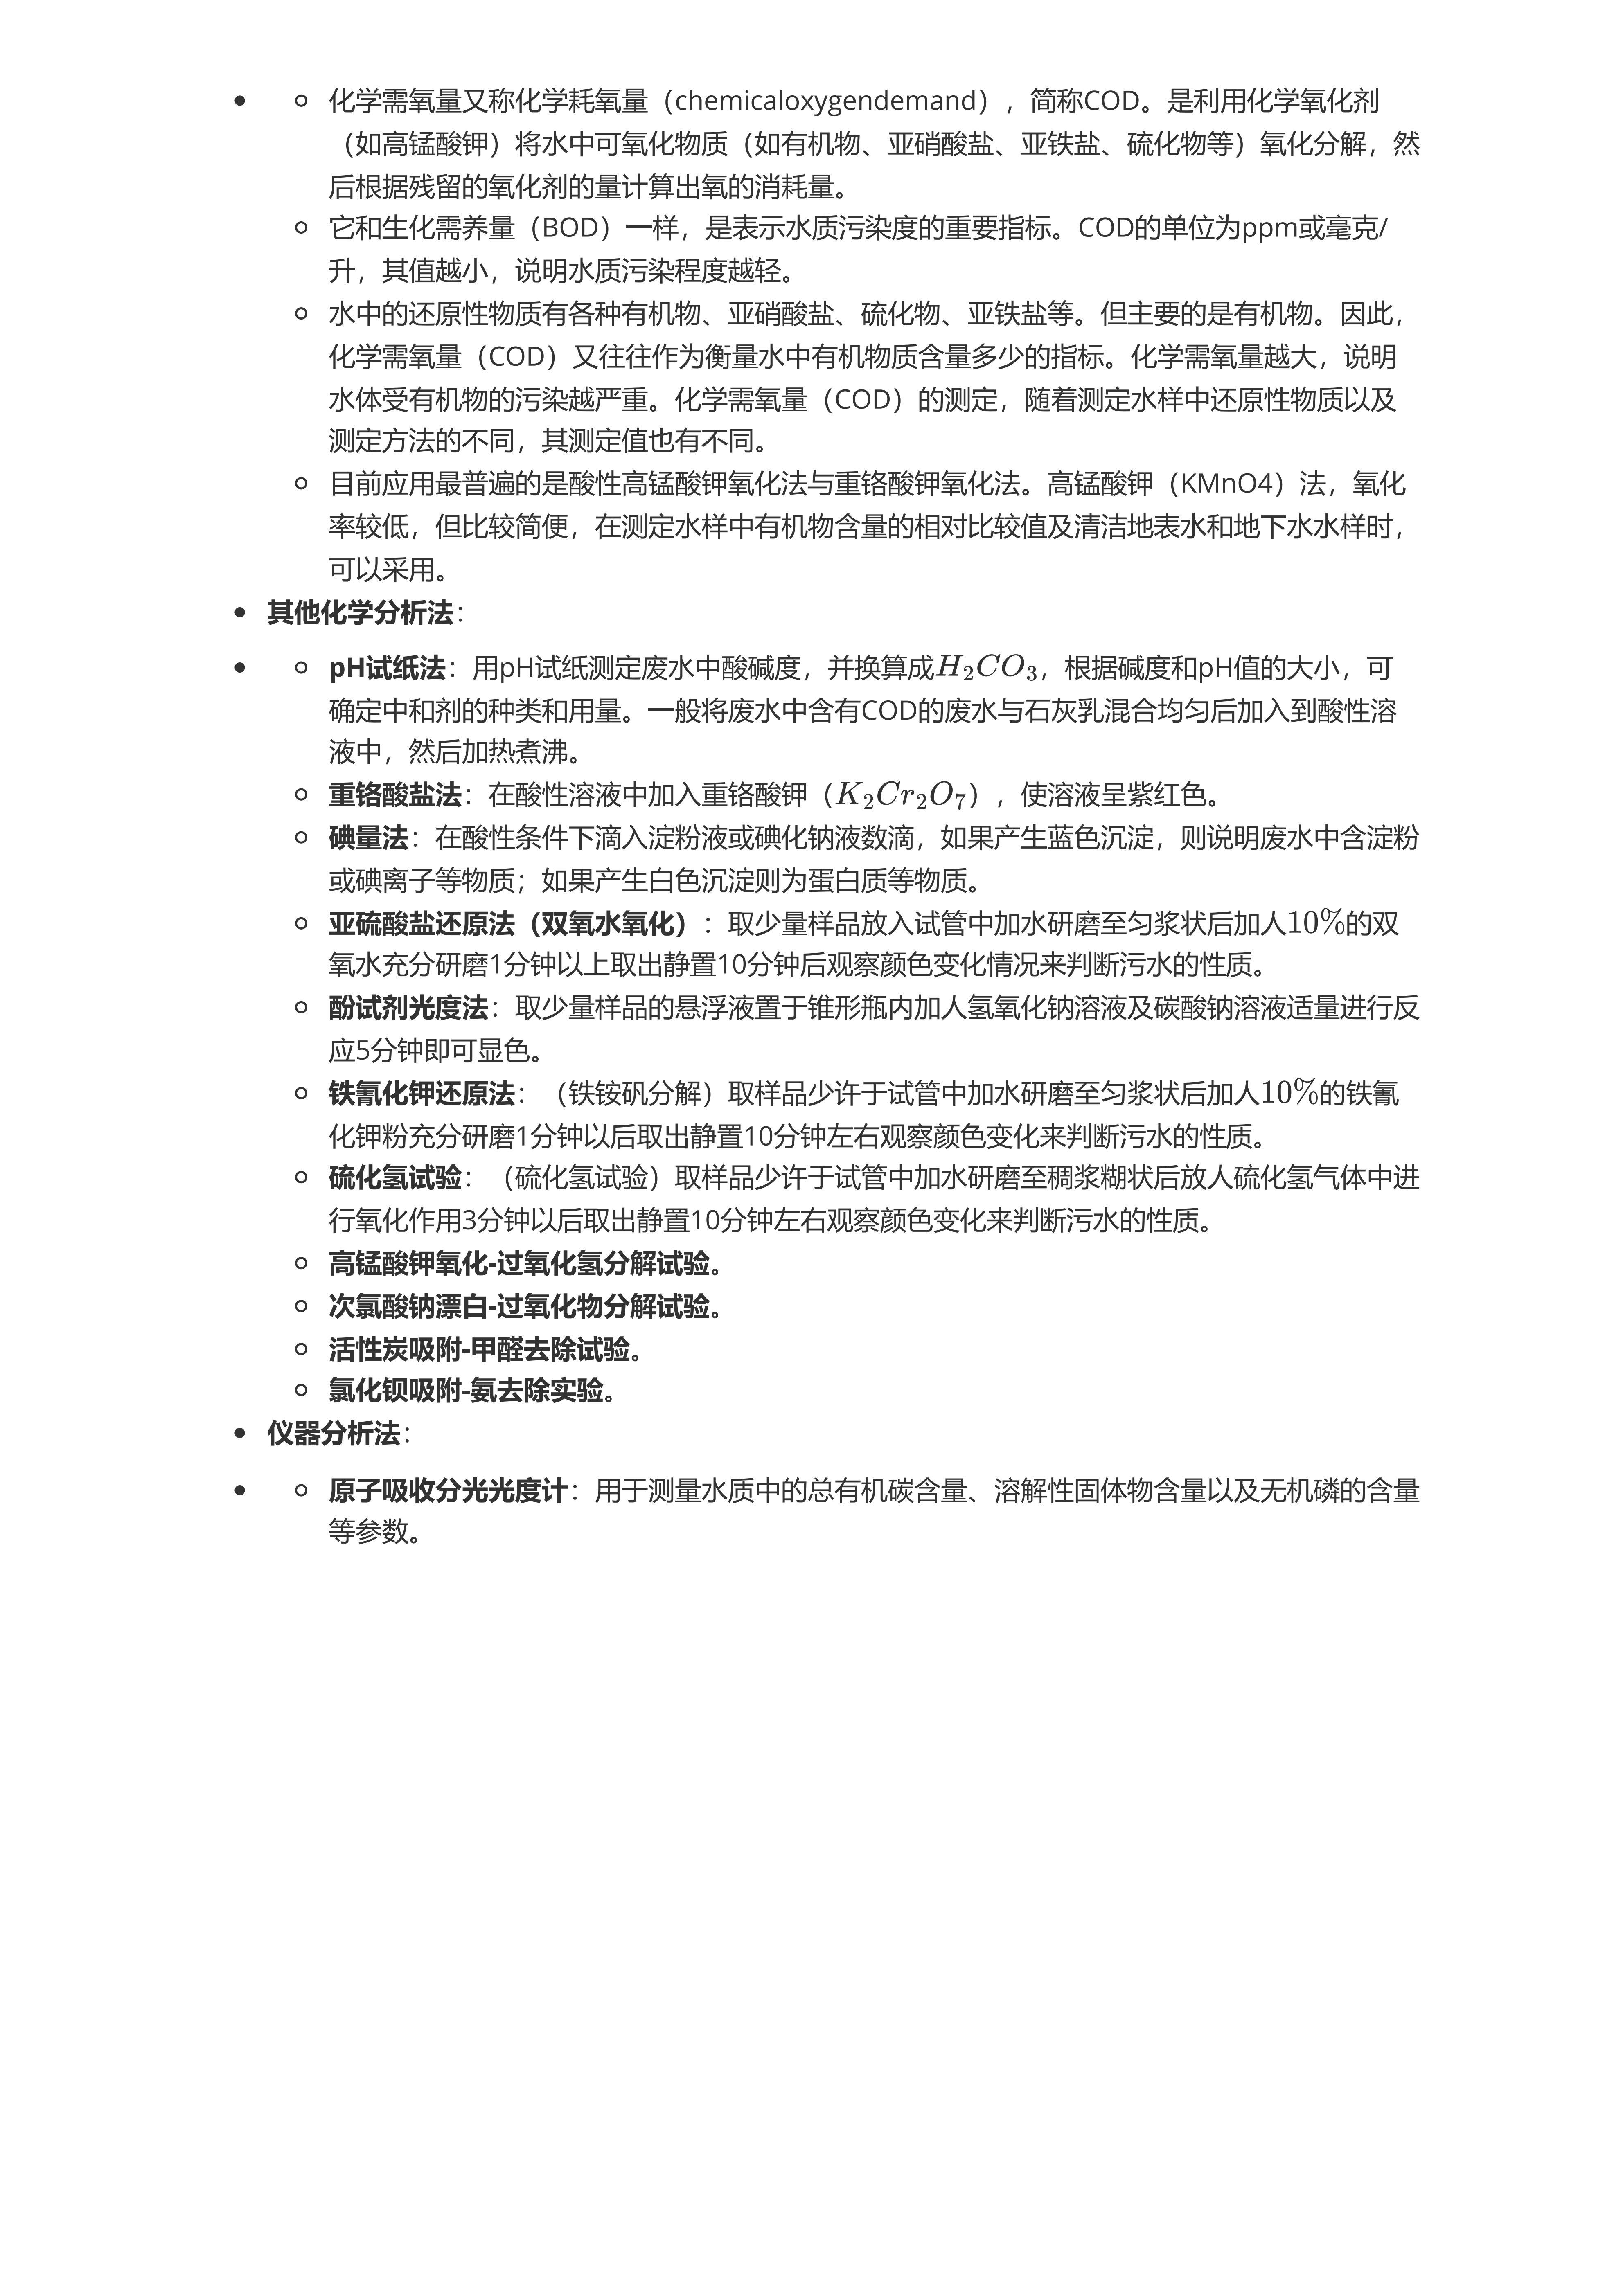 化学需氧量又称化学耗氧量（chemicaloxygendemand），简称COD。是利用化学氧化剂
（如高锰酸钾）将水中可氧化物质（如有机物、亚硝酸盐、亚铁盐、硫化物等）氧化分解，然
后根据残留的氧化剂的量计算出氧的消耗量。
它和生化需养量（BOD）一样，是表示水质污染度的重要指标。COD的单位为ppm或毫克/
升，其值越小，说明水质污染程度越轻。
水中的还原性物质有各种有机物、亚硝酸盐、硫化物、亚铁盐等。但主要的是有机物。因此，
化学需氧量（COD）又往往作为衡量水中有机物质含量多少的指标。化学需氧量越大，说明
水体受有机物的污染越严重。化学需氧量（COD）的测定，随着测定水样中还原性物质以及
测定方法的不同，其测定值也有不同。
目前应用最普遍的是酸性高锰酸钾氧化法与重铬酸钾氧化法。高锰酸钾（KMnO4）法，氧化
率较低，但比较简便，在测定水样中有机物含量的相对比较值及清洁地表水和地下水水样时，
可以采用。
其他化学分析法：
pH试纸法：用pH试纸测定废水中酸碱度，并换算成H₂CO₃，根据碱度和pH值的大小，可
确定中和剂的种类和用量。一般将废水中含有COD的废水与石灰乳混合均匀后加入到酸性溶
液中，然后加热煮沸。
重铬酸盐法：在酸性溶液中加入重铬酸钾（K₂Cr₂O₇），使溶液呈紫红色。
碘量法：在酸性条件下滴入淀粉液或碘化钠液数滴，如果产生蓝色沉淀，则说明废水中含淀粉
或碘离子等物质；如果产生白色沉淀则为蛋白质等物质。
亚硫酸盐还原法（双氧水氧化）：取少量样品放入试管中加水研磨至匀浆状后加人10%的双
氧水充分研磨1分钟以上取出静置10分钟后观察颜色变化情况来判断污水的性质。
酚试剂光度法：取少量样品的悬浮液置于锥形瓶内加人氢氧化钠溶液及碳酸钠溶液适量进行反
应5分钟即可显色。
铁氰化钾还原法：（铁铵矾分解）取样品少许于试管中加水研磨至匀浆状后加人10%的铁氰
化钾粉充分研磨1分钟以后取出静置10分钟左右观察颜色变化来判断污水的性质。
硫化氢试验：（硫化氢试验）取样品少许于试管中加水研磨至稠浆糊状后放人硫化氢气体中进
行氧化作用3分钟以后取出静置10分钟左右观察颜色变化来判断污水的性质。
高锰酸钾氧化-过氧化氢分解试验。
次氯酸钠漂白-过氧化物分解试验。
活性炭吸附-甲醛去除试验。
氯化钡吸附-氨去除实验。
仪器分析法：
原子吸收分光光度计：用于测量水质中的总有机碳含量、溶解性固体物含量以及无机磷的含量
等参数。